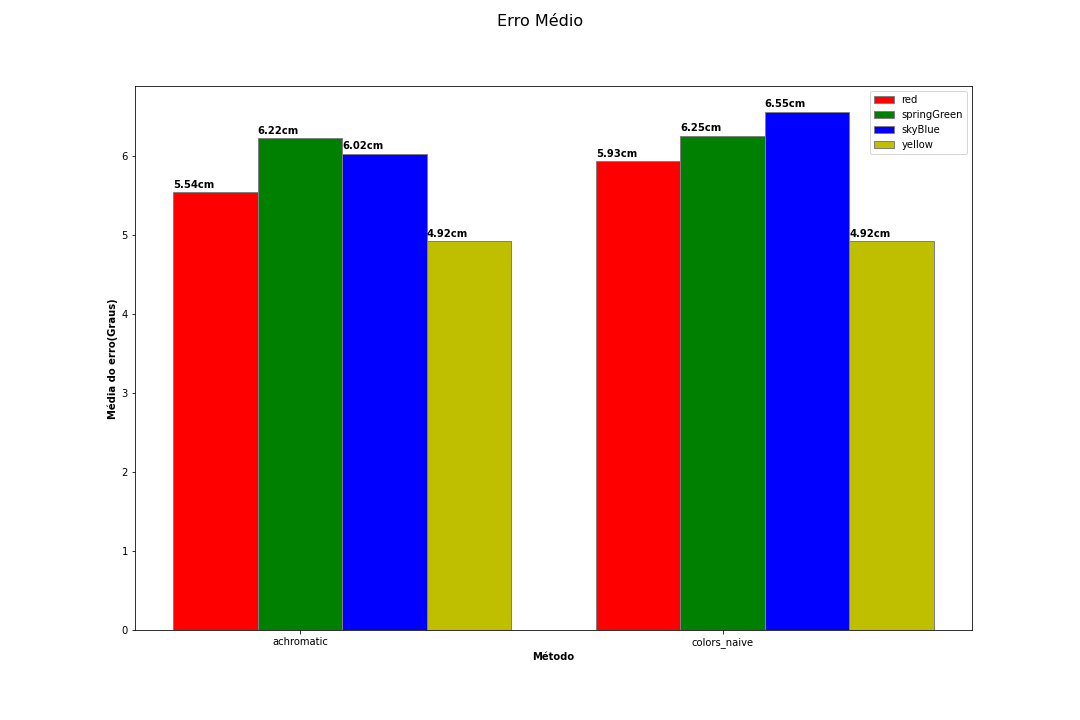 Erro Médio
red
springGreen
skyBlue
yellow
5.54cm
6.22cm
6.02cm
4.92cm
5.93cm
6.25cm
6.55cm
4.92cm
Média do erro(Graus)
6
5
4
3
2
1
0
achromatic
colors_naive
Método